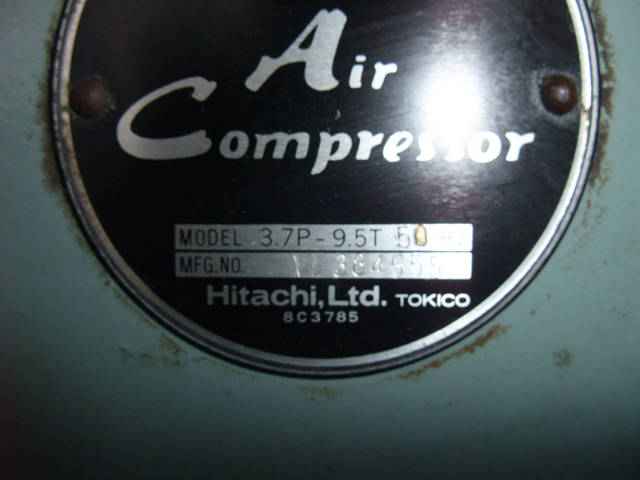 Air
Compressor
MODEL 3.7P-9.5T 50
MFG.NO.
Hitachi, Ltd. TOKICO
8C3785